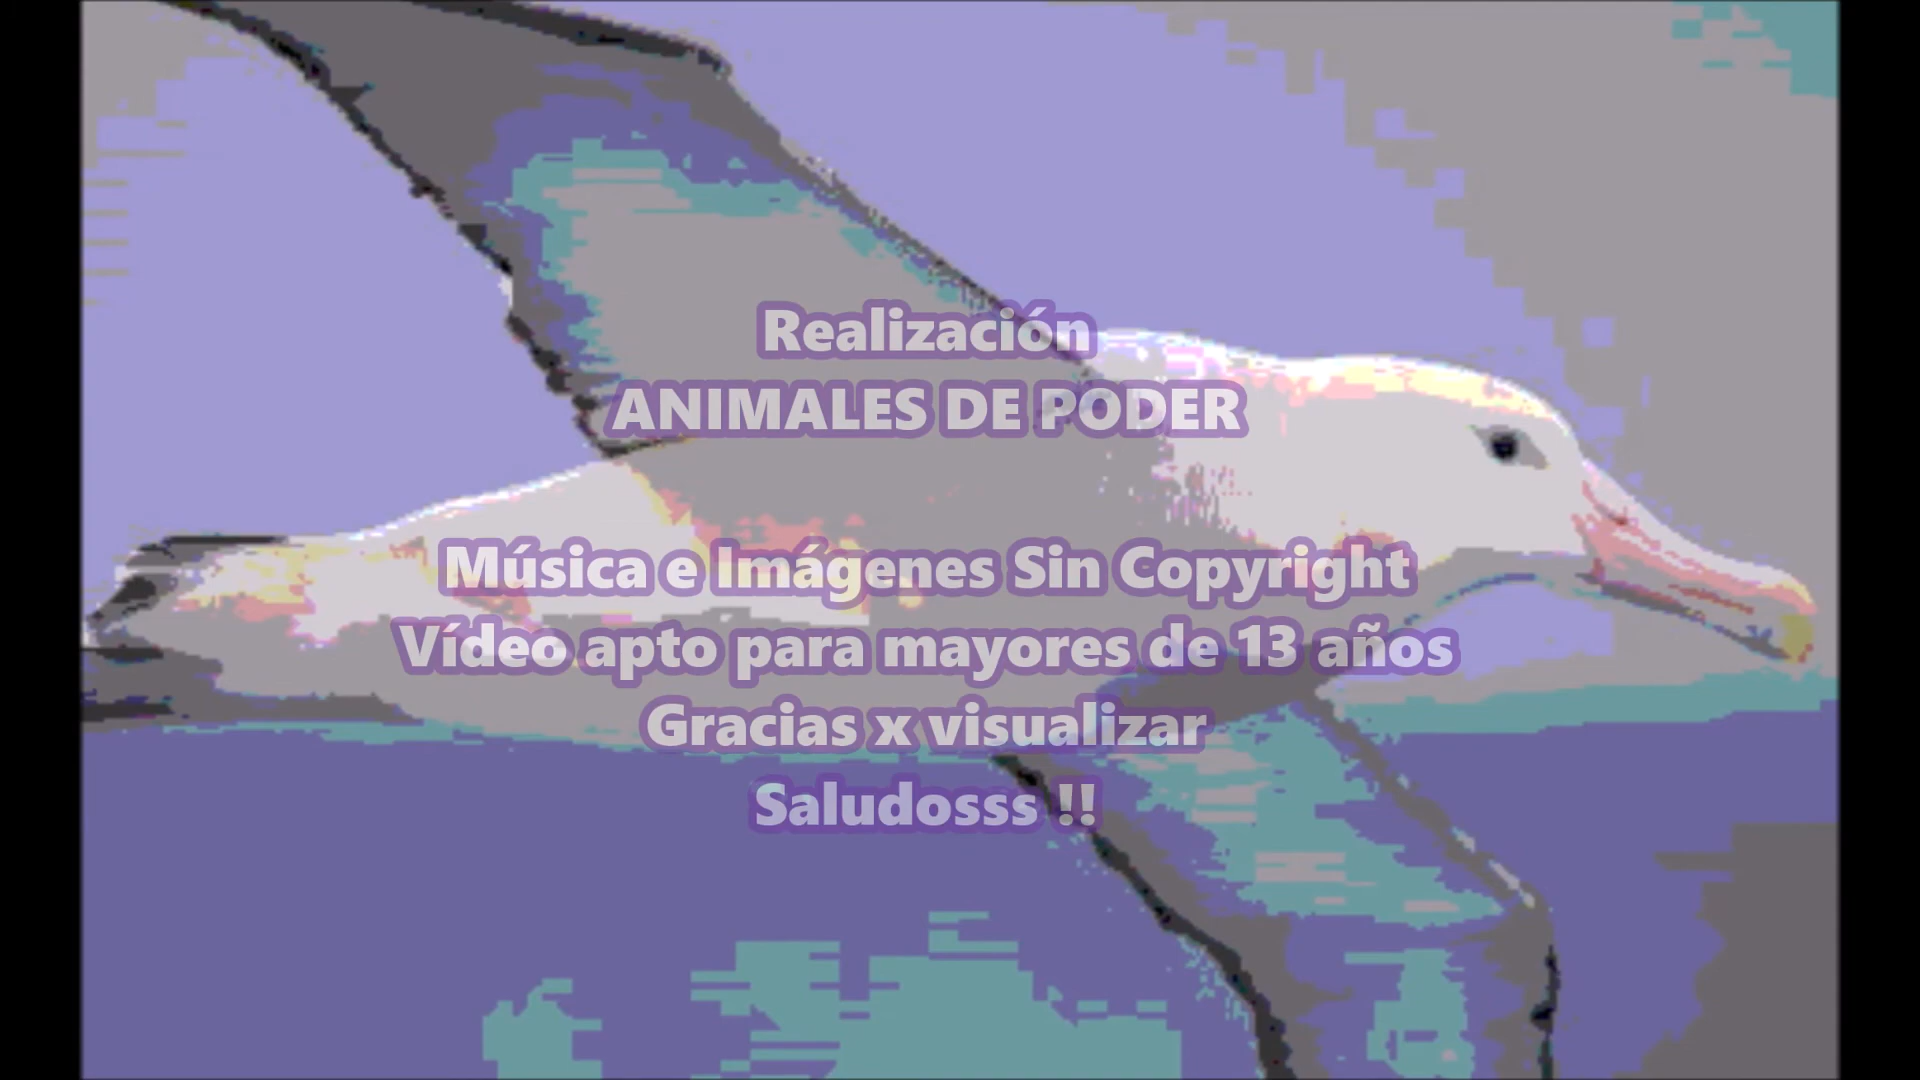 Realización
ANIMALES DE PODER
Música e Imágenes Sin Copyright
Vídeo apto para mayores de 13 años
Gracias x visualizar
Saludosss !!